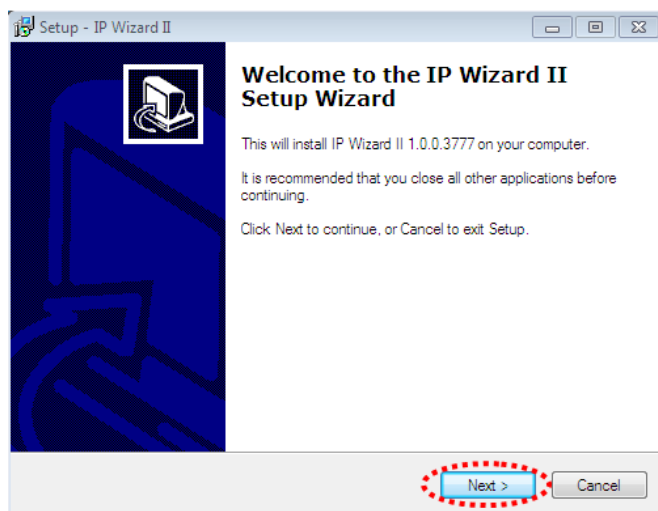 Setup - IP Wizard II
Welcome to the IP Wizard II
Setup Wizard
This will install IP Wizard II 1.0.0.3777 on your computer.
It is recommended that you close all other applications before
continuing.
Click Next to continue, or Cancel to exit Setup.
Next >
Cancel